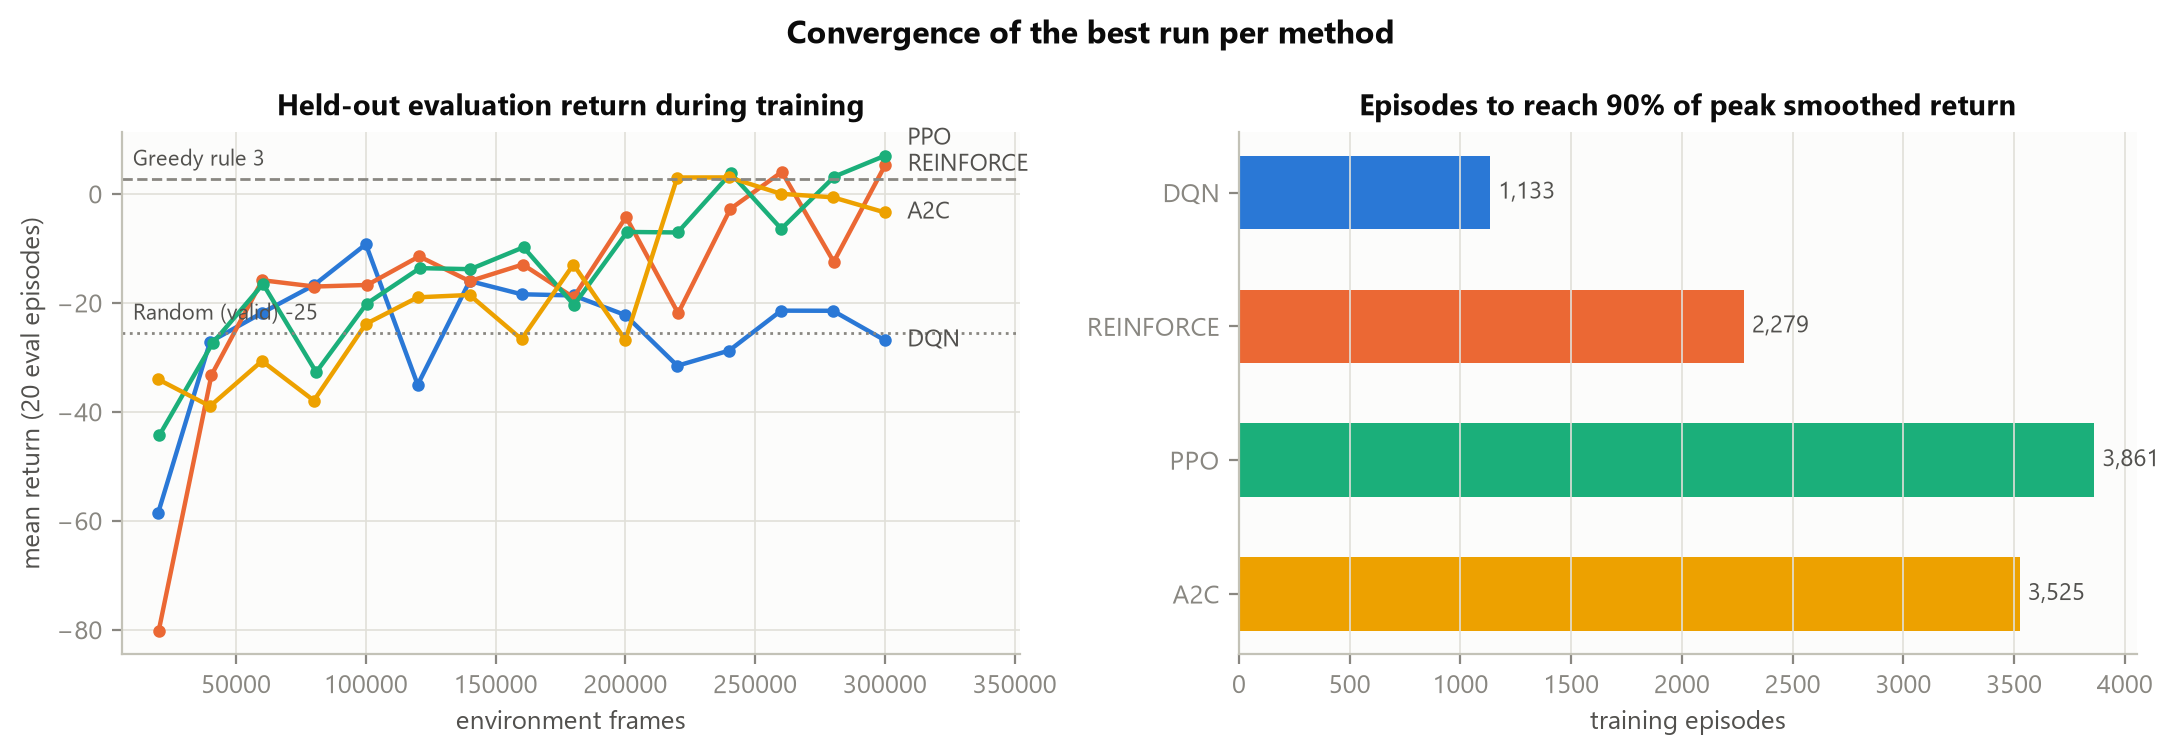 Convergence of the best run per method
Held-out evaluation return during training
mean return (20 eval episodes)
0
−20
−40
−60
−80
Greedy rule 3
Random (valid) -25
PPO
REINFORCE
A2C
DQN
50000 100000 150000 200000 250000 300000 350000
environment frames
Episodes to reach 90% of peak smoothed return
DQN 1,133
REINFORCE 2,279
PPO 3,861
A2C 3,525
0 500 1000 1500 2000 2500 3000 3500 4000
training episodes